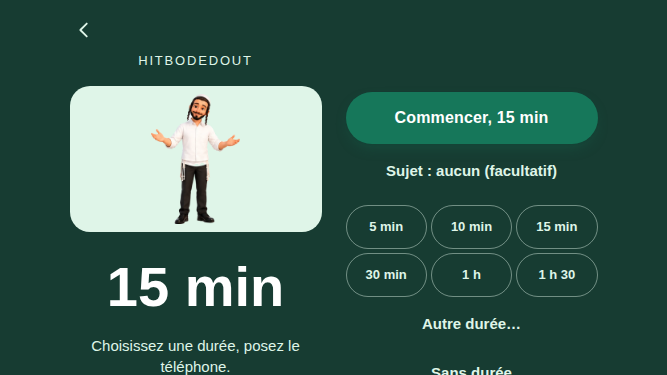 HITBODEDOUT
15 min
Choisissez une durée, posez le
téléphone.
Commencer, 15 min
Sujet : aucun (facultatif)
5 min
10 min
15 min
30 min
1 h
1 h 30
Autre durée…
Sans durée